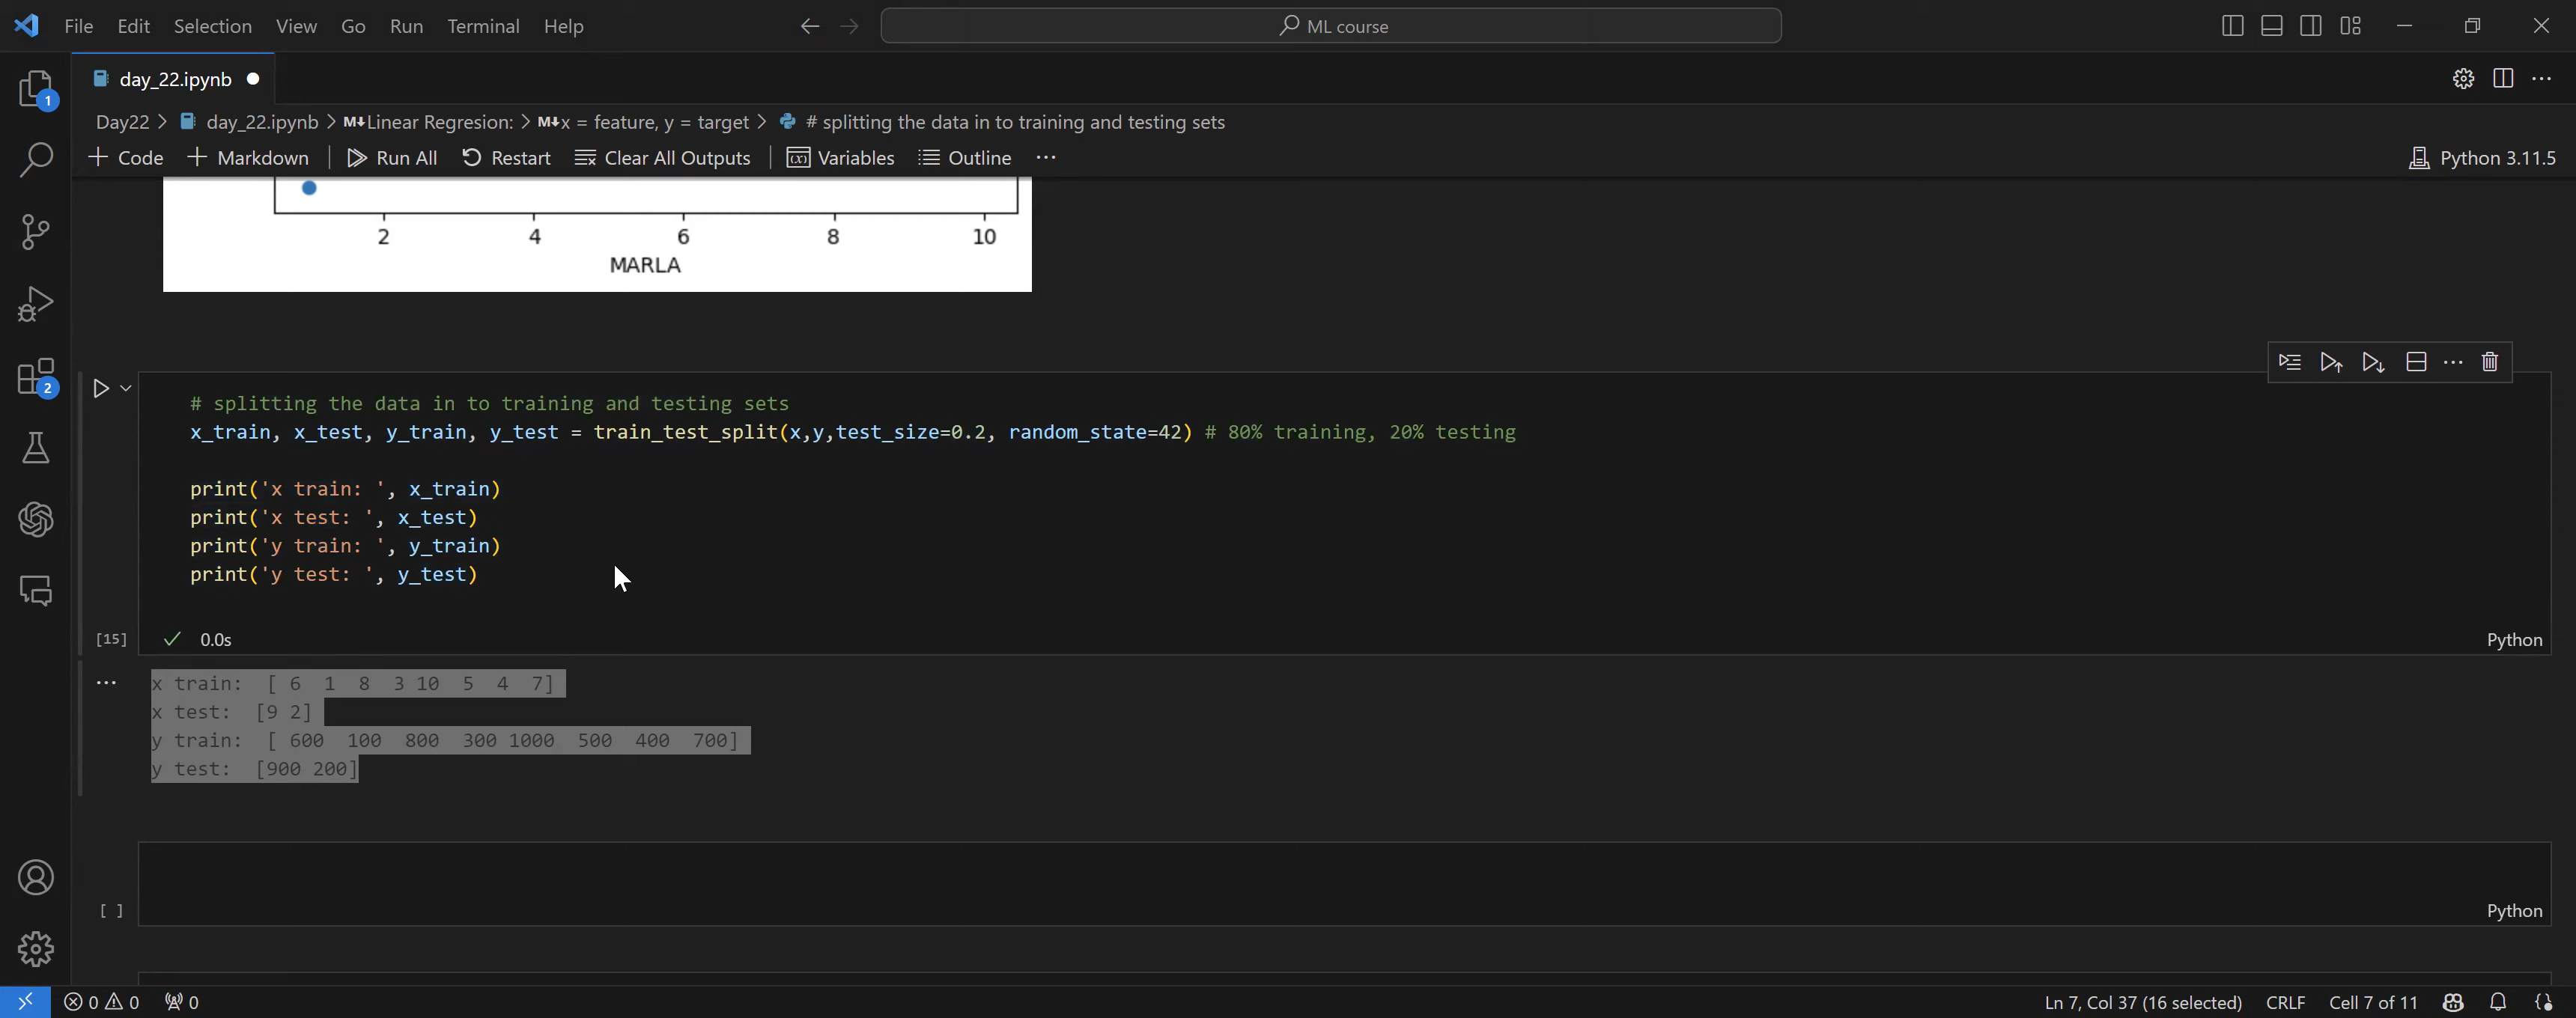 File Edit Selection View Go Run Terminal Help ML course
day_22.ipynb
Day22 > day_22.ipynb > M↓Linear Regresion: > M↓x = feature, y = target > # splitting the data in to training and testing sets
+ Code + Markdown Run All Restart Clear All Outputs Variables Outline ... Python 3.11.5
1
2 4 6 8 10
MARLA
2
# splitting the data in to training and testing sets
x_train, x_test, y_train, y_test = train_test_split(x,y,test_size=0.2, random_state=42) # 80% training, 20% testing
print('x train: ', x_train)
print('x test: ', x_test)
print('y train: ', y_train)
print('y test: ', y_test)
[15] 0.0s Python
x train: [ 6 1 8 3 10 5 4 7]
x test: [9 2]
y train: [ 600 100 800 300 1000 500 400 700]
y test: [900 200]
[ ] Python
0 0 0 Ln 7, Col 37 (16 selected) CRLF Cell 7 of 11